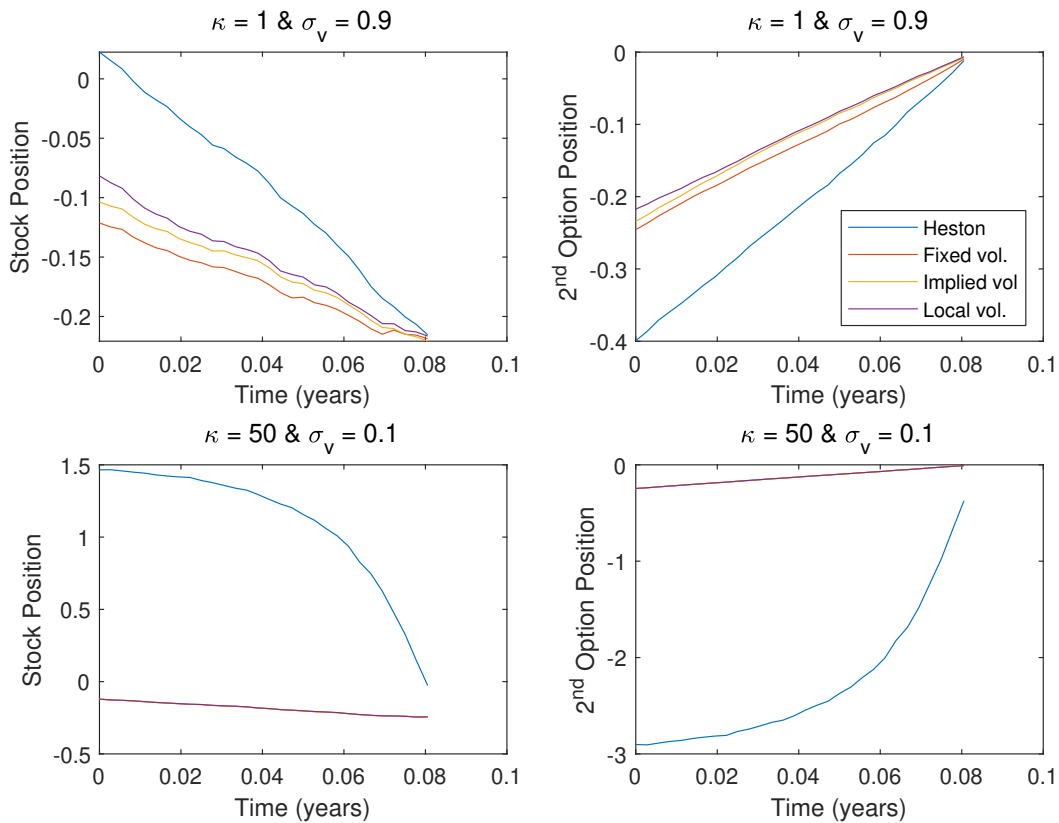 κ = 1 & σv = 0.9
0
-0.05
-0.1
-0.15
-0.2
Stock Position
0 0.02 0.04 0.06 0.08 0.1
Time (years)
κ = 1 & σv = 0.9
0
-0.1
-0.2
-0.3
-0.4
2nd Option Position
Heston
Fixed vol.
Implied vol
Local vol.
0 0.02 0.04 0.06 0.08 0.1
Time (years)
κ = 50 & σv = 0.1
1.5
1
0.5
0
-0.5
Stock Position
0 0.02 0.04 0.06 0.08 0.1
Time (years)
κ = 50 & σv = 0.1
0
-1
-2
-3
2nd Option Position
0 0.02 0.04 0.06 0.08 0.1
Time (years)